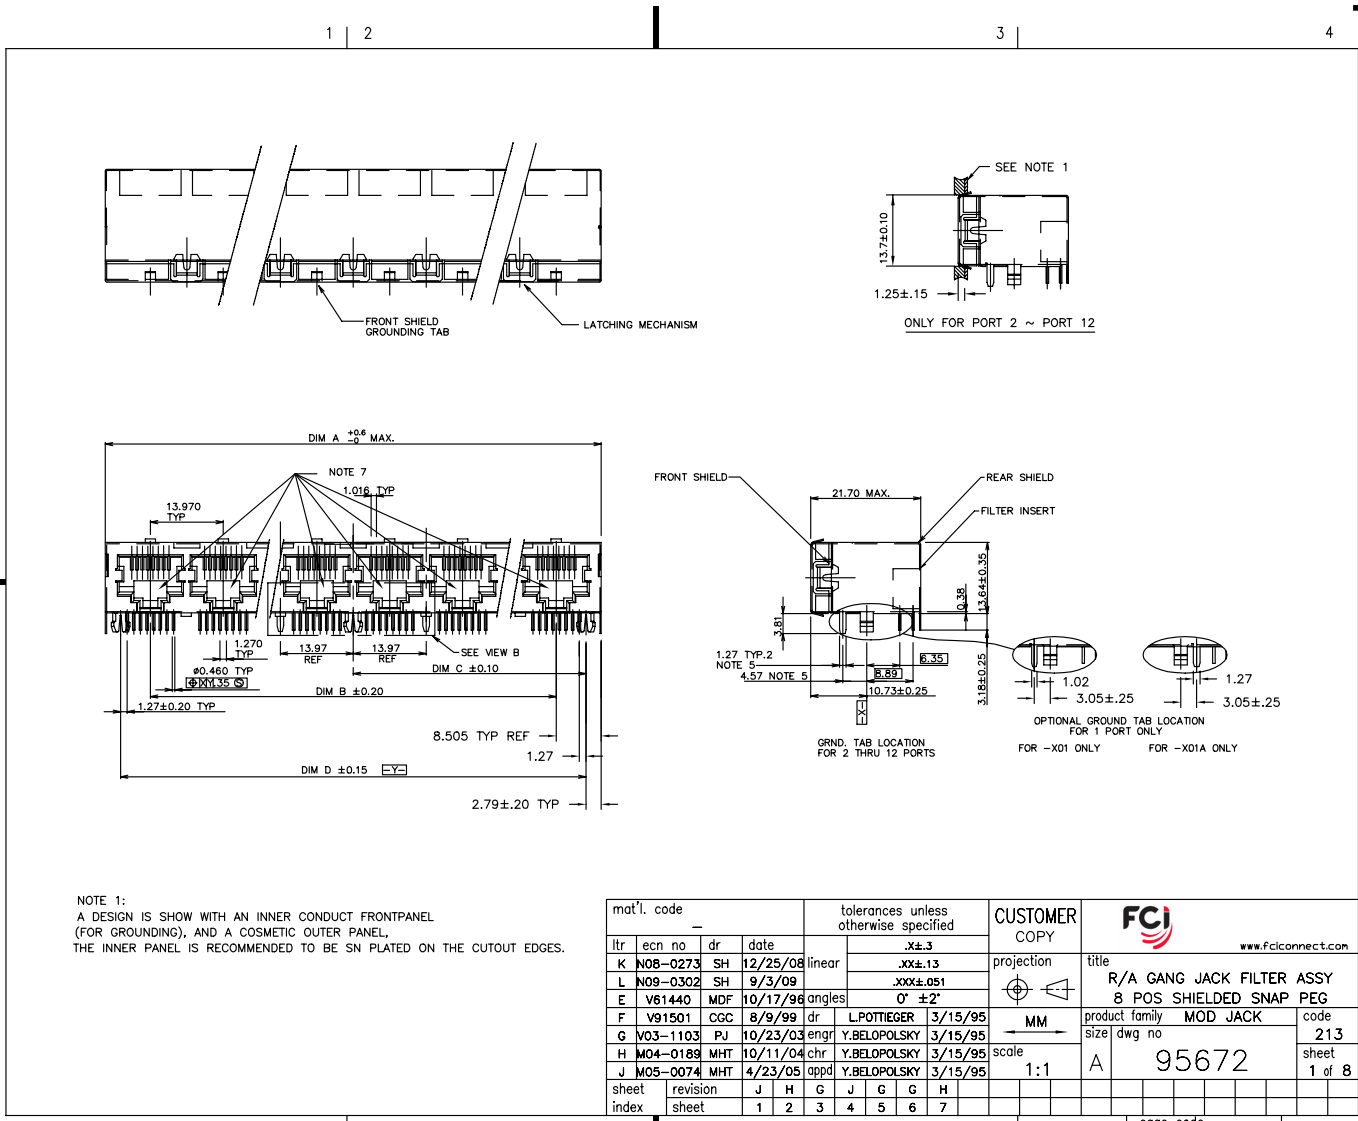 1 2 3 4
SEE NOTE 1
13.7±0.10
1.25±.15
ONLY FOR PORT 2 ~ PORT 12
FRONT SHIELD
GROUNDING TAB
LATCHING MECHANISM
DIM A +0.6 -0 MAX.
NOTE 7
1.016 TYP
13.970
TYP
1.270
TYP
13.97
REF
13.97
REF
SEE VIEW B
ø0.460 TYP
DIM C ±0.10
DIM B ±0.20
1.27±0.20 TYP
8.505 TYP REF
1.27
DIM D ±0.15 -Y-
2.79±.20 TYP
FRONT SHIELD
REAR SHIELD
21.70 MAX.
FILTER INSERT
13.64±0.35
0.38
3.81
1.27 TYP.2
NOTE 5
4.57 NOTE 5
6.35
8.89
10.73±0.25
3.18±0.25
-X-
GRND. TAB LOCATION
FOR 2 THRU 12 PORTS
1.02
3.05±.25
1.27
3.05±.25
OPTIONAL GROUND TAB LOCATION
FOR 1 PORT ONLY
FOR -X01 ONLY
FOR -X01A ONLY
NOTE 1:
A DESIGN IS SHOW WITH AN INNER CONDUCT FRONTPANEL
(FOR GROUNDING), AND A COSMETIC OUTER PANEL,
THE INNER PANEL IS RECOMMENDED TO BE SN PLATED ON THE CUTOUT EDGES.
mat'l. code
–
tolerances unless
otherwise specified
CUSTOMER
COPY
FCi
www.fciconnect.com
ltr ecn no dr date
K N08-0273 SH 12/25/08
L N09-0302 SH 9/3/09
E V61440 MDF 10/17/96
F V91501 CGC 8/9/99
G V03-1103 PJ 10/23/03
H M04-0189 MHT 10/11/04
J M05-0074 MHT 4/23/05
linear
.X±.3
.XX±.13
.XXX±.051
angles 0° ±2°
dr L.POTTIEGER 3/15/95
engr Y.BELOPOLSKY 3/15/95
chr Y.BELOPOLSKY 3/15/95
appd Y.BELOPOLSKY 3/15/95
projection
MM
scale
1:1
title
R/A GANG JACK FILTER ASSY
8 POS SHIELDED SNAP PEG
product family MOD JACK
code
213
size
A
dwg no
95672
sheet
1 of 8
sheet index
revision J H G J G G H
sheet 1 2 3 4 5 6 7